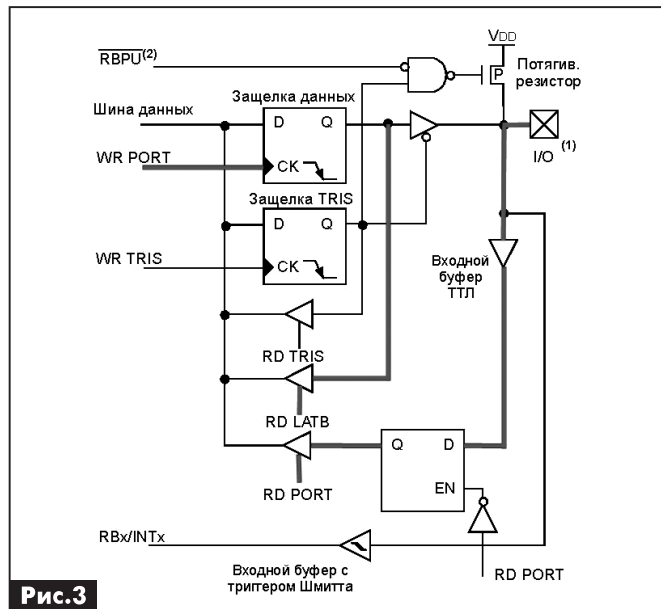 RBPU(2)
VDD
P
Потягив.
резистор
Шина данных
Защелка данных
D Q
CK
WR PORT
I/O (1)
Защелка TRIS
D Q
CK
WR TRIS
Входной
буфер
ТТЛ
RD TRIS
RD LATB
Q D
EN
RD PORT
RBx/INTx
Входной буфер с
триггером Шмитта
RD PORT
Рис.3